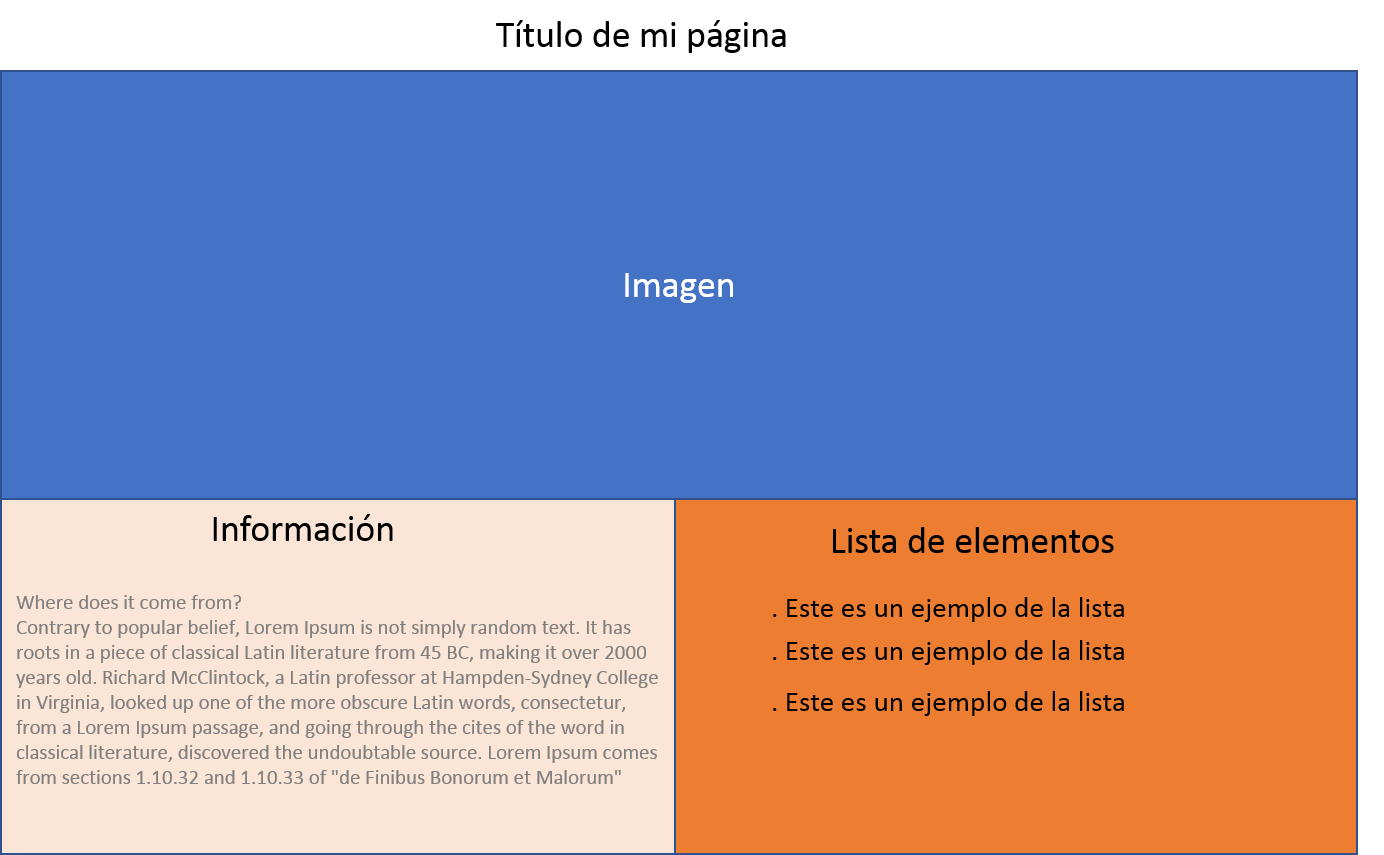 Título de mi página
Imagen
Información
Where does it come from?
Contrary to popular belief, Lorem Ipsum is not simply random text. It has
roots in a piece of classical Latin literature from 45 BC, making it over 2000
years old. Richard McClintock, a Latin professor at Hampden-Sydney College
in Virginia, looked up one of the more obscure Latin words, consectetur,
from a Lorem Ipsum passage, and going through the cites of the word in
classical literature, discovered the undoubtable source. Lorem Ipsum comes
from sections 1.10.32 and 1.10.33 of "de Finibus Bonorum et Malorum"
Lista de elementos
. Este es un ejemplo de la lista
. Este es un ejemplo de la lista
. Este es un ejemplo de la lista